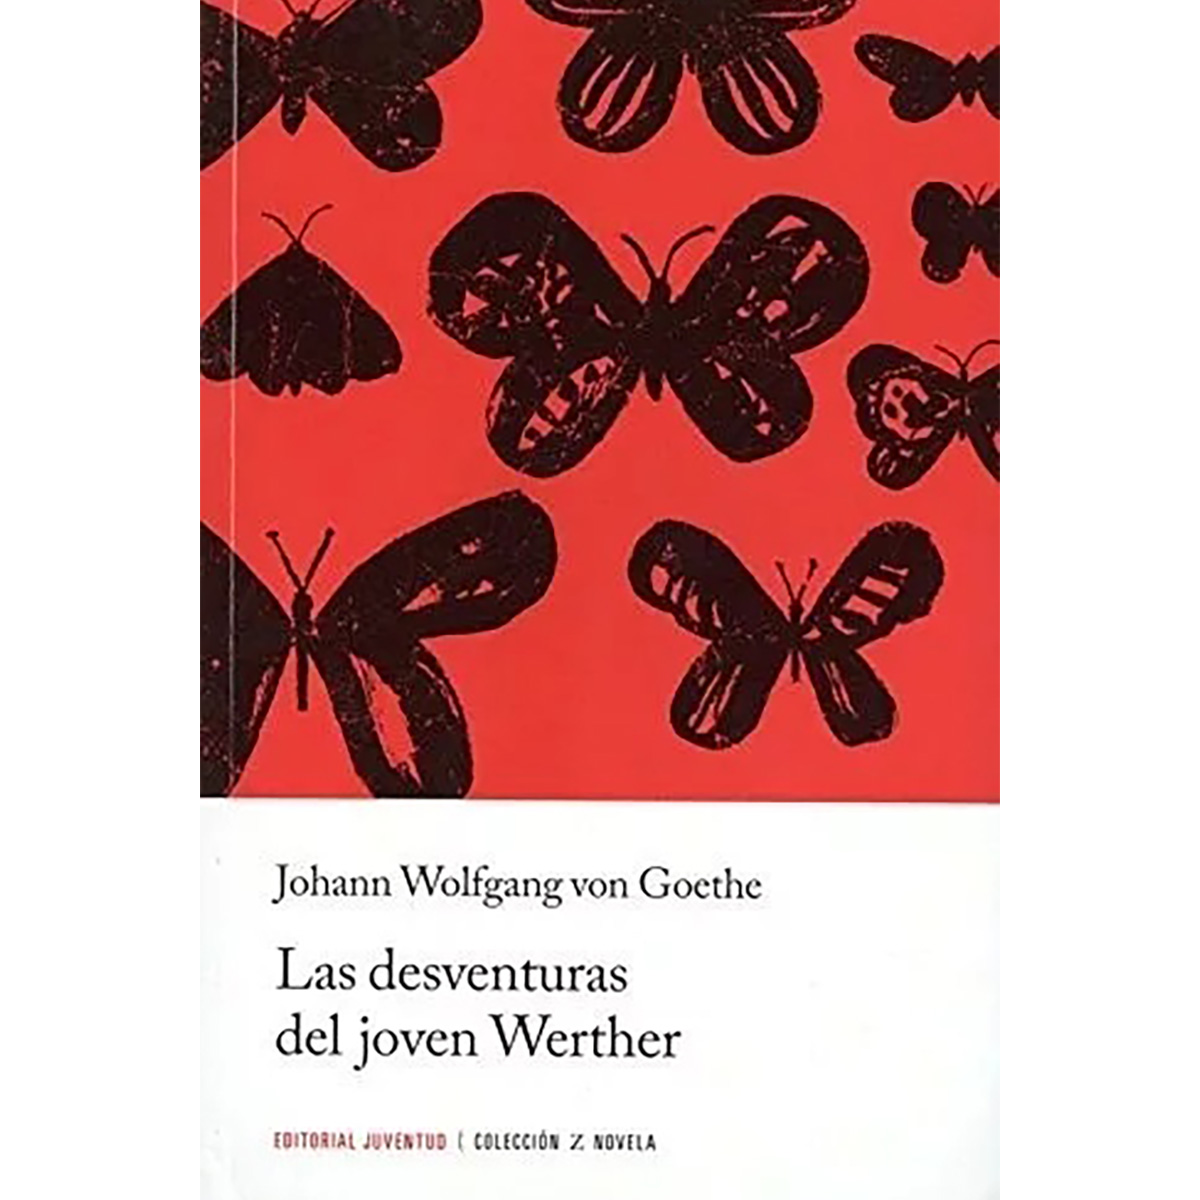 Johann Wolfgang von Goethe
Las desventuras
del joven Werther
EDITORIAL JUVENTUD | COLECCIÓN Z NOVELA